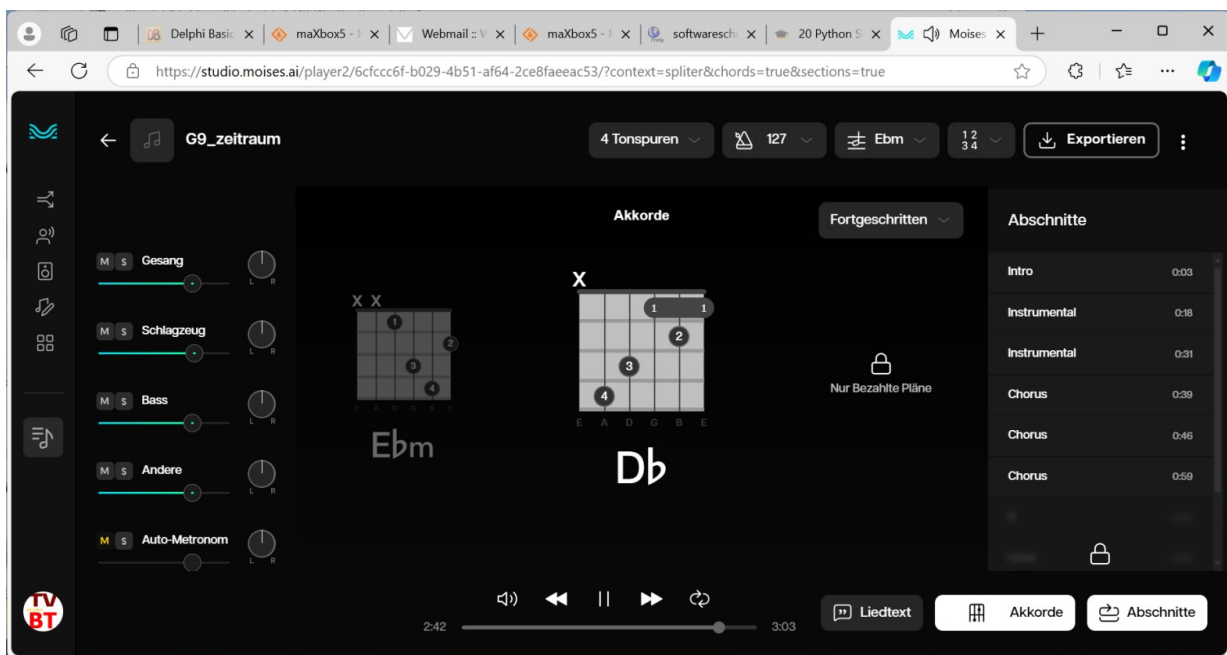 Delphi Basic
maXbox5 -
Webmail ::
maXbox5 -
softwaresch
20 Python S
Moises
https://studio.moises.ai/player2/6cfccc6f-b029-4b51-af64-2ce8faeeac53/?context=spliter&chords=true&sections=true
G9_zeitraum
4 Tonspuren
127
Ebm
1 2
3 4
Exportieren
Akkorde
Fortgeschritten
Abschnitte
M S Gesang
L R
M S Schlagzeug
L R
M S Bass
L R
M S Andere
L R
M S Auto-Metronom
L R
X X
1
2
3
4
E A D G B E
Ebm
X
1 1
2
3
4
E A D G B E
Db
Nur Bezahlte Pläne
Intro 0:03
Instrumental 0:18
Instrumental 0:31
Chorus 0:39
Chorus 0:46
Chorus 0:59
TV
BT
2:42
3:03
Liedtext
Akkorde
Abschnitte